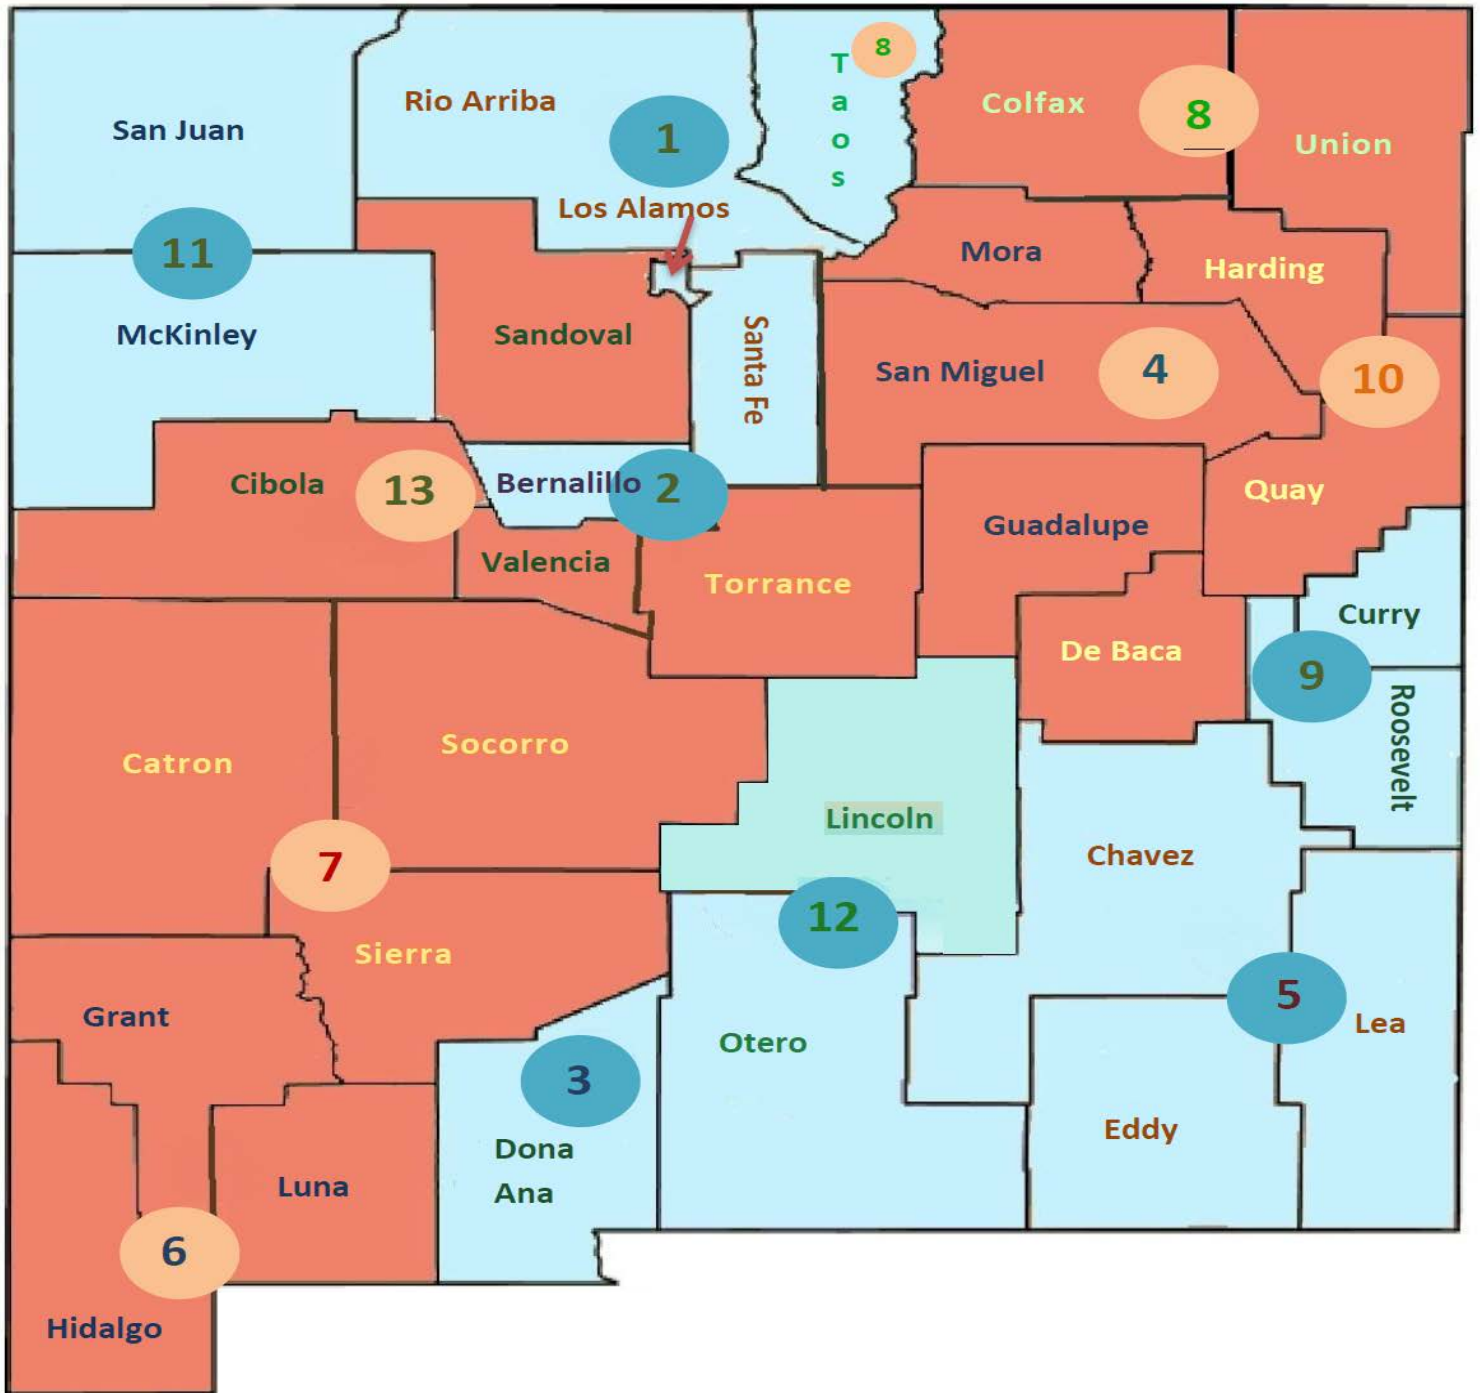 8
T
a
o
s
Rio Arriba
Colfax
8
San Juan
1
Union
Los Alamos
11
Mora
Harding
McKinley
Sandoval
Santa Fe
San Miguel
4
10
Cibola
13
Bernalillo
2
Quay
Guadalupe
Valencia
Torrance
Curry
De Baca
9
Roosevelt
Catron
Socorro
Lincoln
Chavez
7
12
Sierra
5
Grant
Otero
Lea
3
Eddy
Dona
Ana
Luna
6
Hidalgo